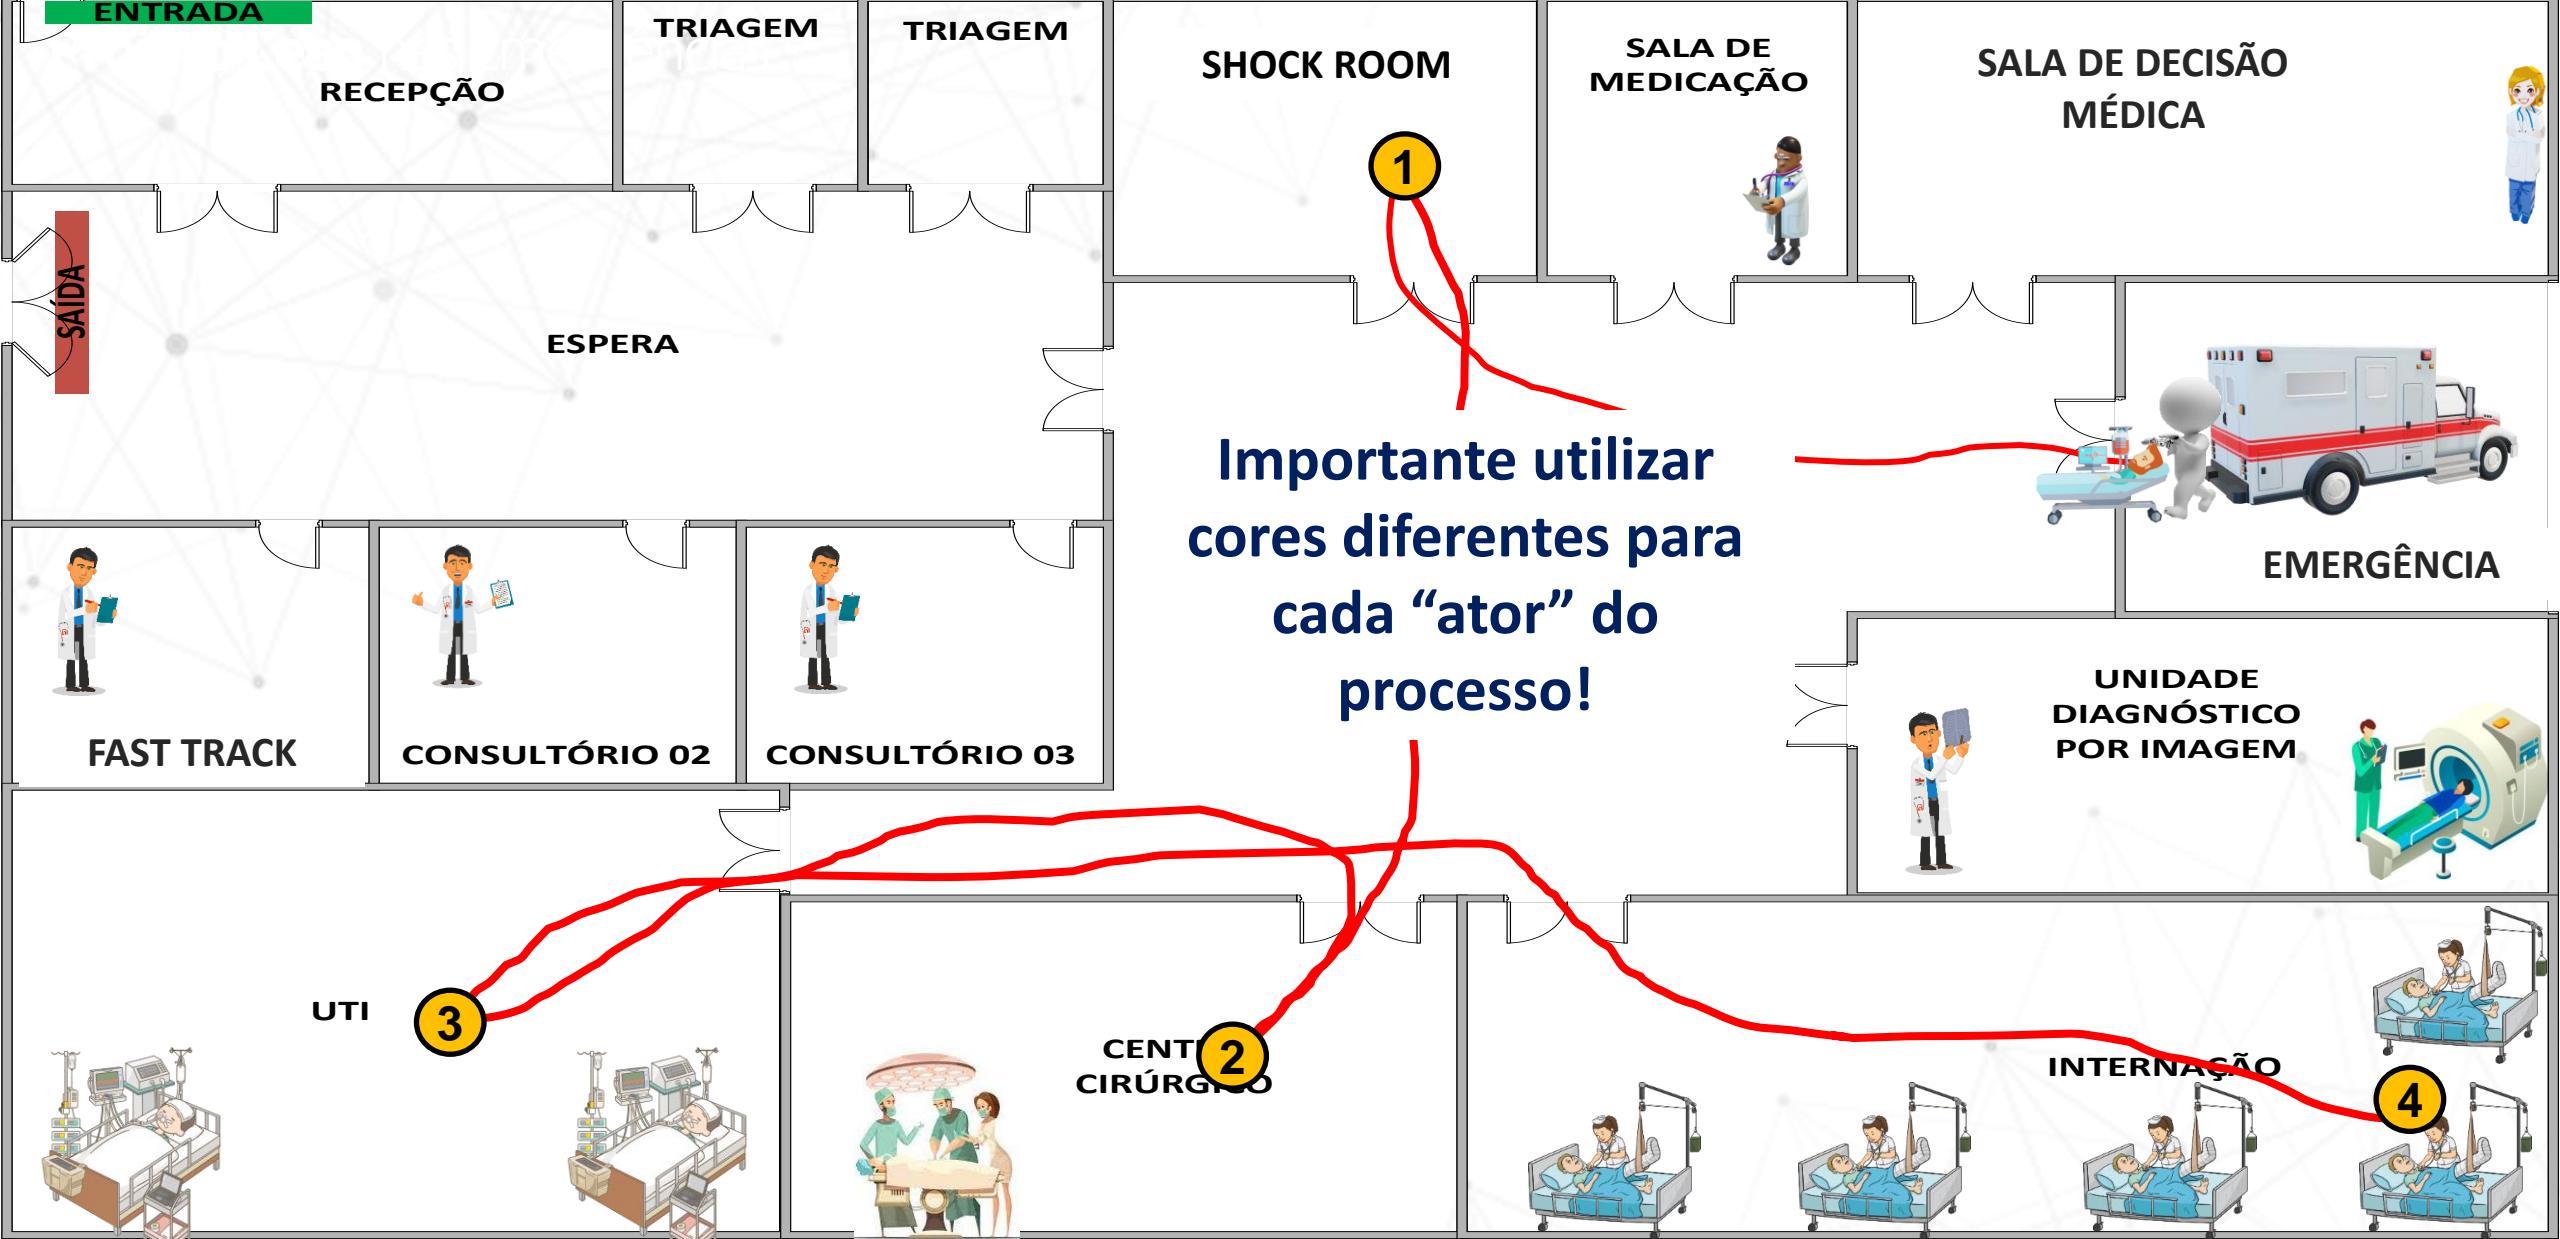 ENTRADA
RECEPÇÃO
TRIAGEM
TRIAGEM
SHOCK ROOM
SALA DE
MEDICAÇÃO
SALA DE DECISÃO
MÉDICA
1
SAÍDA
ESPERA
Importante utilizar
cores diferentes para
cada “ator” do
processo!
EMERGÊNCIA
FAST TRACK
CONSULTÓRIO 02
CONSULTÓRIO 03
UNIDADE
DIAGNÓSTICO
POR IMAGEM
UTI
3
CENT
CIRÚRGICO
2
INTERNAÇÃO
4